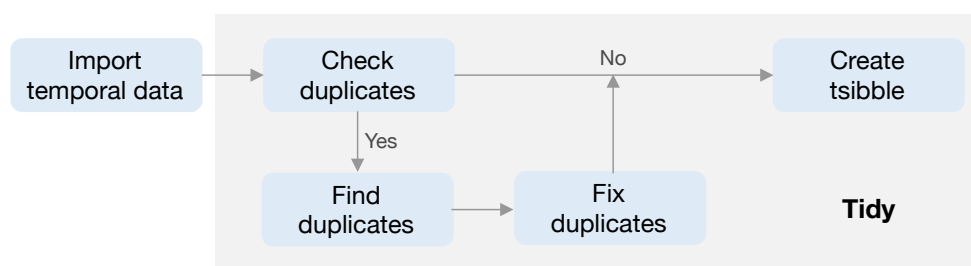 Import
temporal data
Check
duplicates
No
Create
tsibble
Yes
Find
duplicates
Fix
duplicates
Tidy